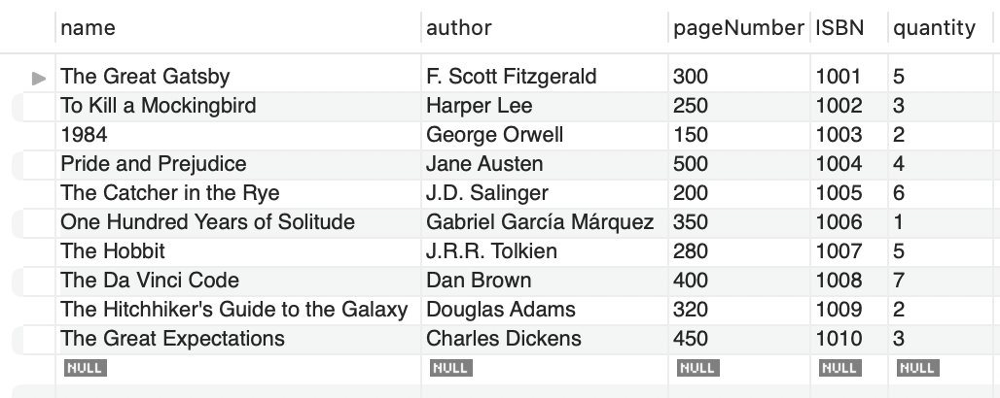 name author pageNumber ISBN quantity
The Great Gatsby F. Scott Fitzgerald 300 1001 5
To Kill a Mockingbird Harper Lee 250 1002 3
1984 George Orwell 150 1003 2
Pride and Prejudice Jane Austen 500 1004 4
The Catcher in the Rye J.D. Salinger 200 1005 6
One Hundred Years of Solitude Gabriel García Márquez 350 1006 1
The Hobbit J.R.R. Tolkien 280 1007 5
The Da Vinci Code Dan Brown 400 1008 7
The Hitchhiker's Guide to the Galaxy Douglas Adams 320 1009 2
The Great Expectations Charles Dickens 450 1010 3
NULL NULL NULL NULL NULL